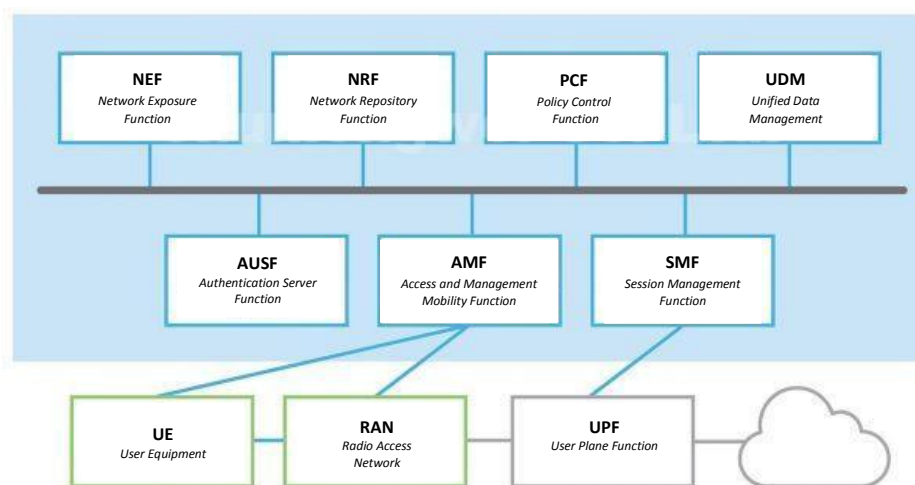 NEF
Network Exposure
Function
NRF
Network Repository
Function
PCF
Policy Control
Function
UDM
Unified Data
Management
AUSF
Authentication Server
Function
AMF
Access and Management
Mobility Function
SMF
Session Management
Function
UE
User Equipment
RAN
Radio Access
Network
UPF
User Plane Function